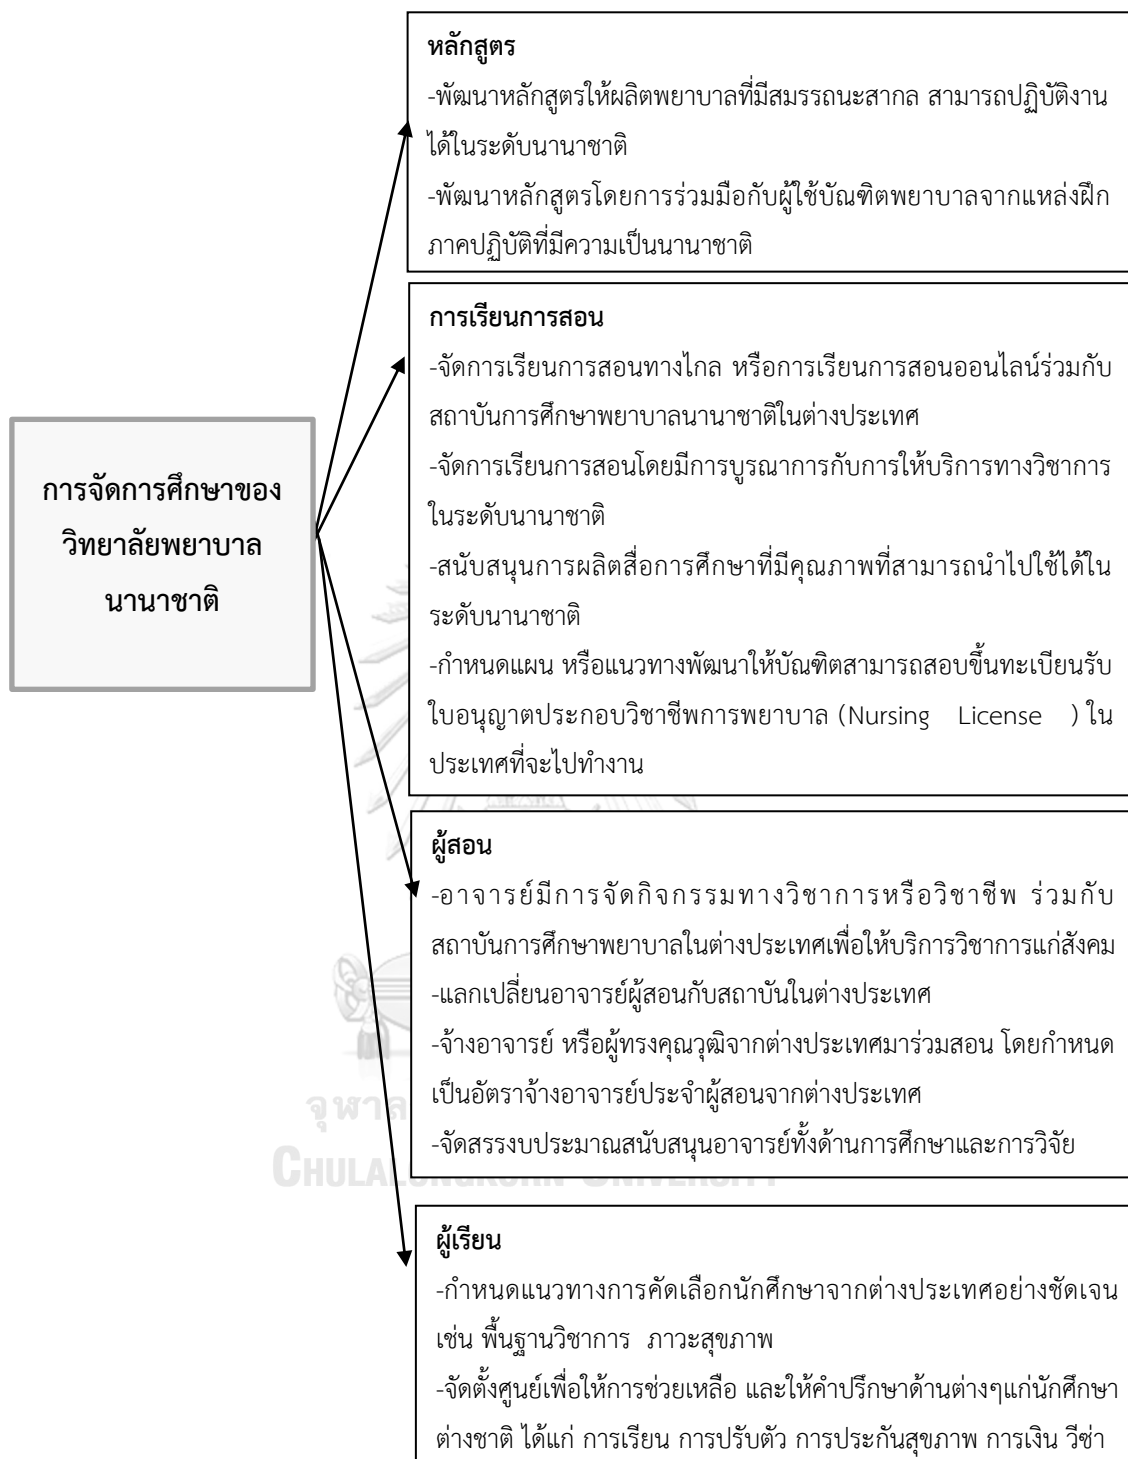 หลักสูตร
-พัฒนาหลักสูตรให้ผลิตพยาบาลที่มีสมรรถนะสากล สามารถปฏิบัติงาน
ได้ในระดับนานาชาติ
-พัฒนาหลักสูตรโดยการร่วมมือกับผู้ใช้บัณฑิตพยาบาลจากแหล่งฝึก
ภาคปฏิบัติที่มีความเป็นนานาชาติ
การเรียนการสอน
-จัดการเรียนการสอนทางไกล หรือการเรียนการสอนออนไลน์ร่วมกับ
สถาบันการศึกษาพยาบาลนานาชาติในต่างประเทศ
-จัดการเรียนการสอนโดยมีการบูรณาการกับการให้บริการทางวิชาการ
ในระดับนานาชาติ
-สนับสนุนการผลิตสื่อการศึกษาที่มีคุณภาพที่สามารถนำไปใช้ได้ใน
ระดับนานาชาติ
-กำหนดแผน หรือแนวทางพัฒนาให้บัณฑิตสามารถสอบขึ้นทะเบียนรับ
ใบอนุญาตประกอบวิชาชีพการพยาบาล (Nursing License ) ใน
ประเทศที่จะไปทำงาน
การจัดการศึกษาของ
วิทยาลัยพยาบาล
นานาชาติ
ผู้สอน
-อาจารย์มีการจัดกิจกรรมทางวิชาการหรือวิชาชีพ ร่วมกับ
สถาบันการศึกษาพยาบาลในต่างประเทศเพื่อให้บริการวิชาการแก่สังคม
-แลกเปลี่ยนอาจารย์ผู้สอนกับสถาบันในต่างประเทศ
-จ้างอาจารย์ หรือผู้ทรงคุณวุฒิจากต่างประเทศมาร่วมสอน โดยกำหนด
เป็นอัตราจ้างอาจารย์ประจำผู้สอนจากต่างประเทศ
-จัดสรรงบประมาณสนับสนุนอาจารย์ทั้งด้านการศึกษาและการวิจัย
ผู้เรียน
-กำหนดแนวทางการคัดเลือกนักศึกษาจากต่างประเทศอย่างชัดเจน
เช่น พื้นฐานวิชาการ ภาวะสุขภาพ
-จัดตั้งศูนย์เพื่อให้การช่วยเหลือ และให้คำปรึกษาด้านต่างๆแก่นักศึกษา
ต่างชาติ ได้แก่ การเรียน การปรับตัว การประกันสุขภาพ การเงิน วีซ่า